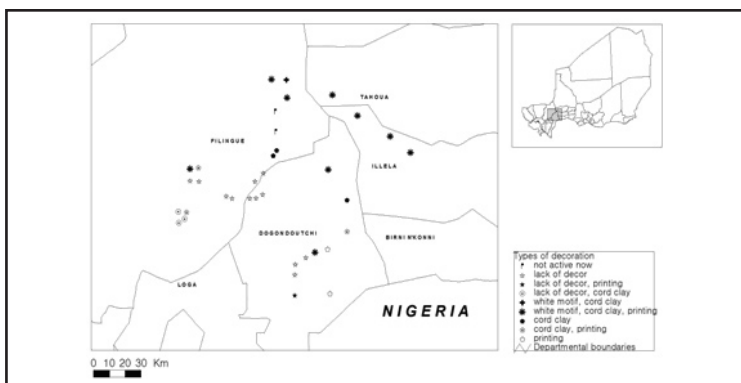 TAHOUA
FILINGUE
ILLELA
DOGONDOUTCHI
BIRNI N'KONNI
LOGA
NIGERIA
0 10 20 30 Km
Types of decoration
not active now
lack of decor
lack of decor, printing
lack of decor, cord clay
white motif, cord clay
white motif, cord clay, printing
cord clay
cord clay, printing
printing
Departmental boundaries